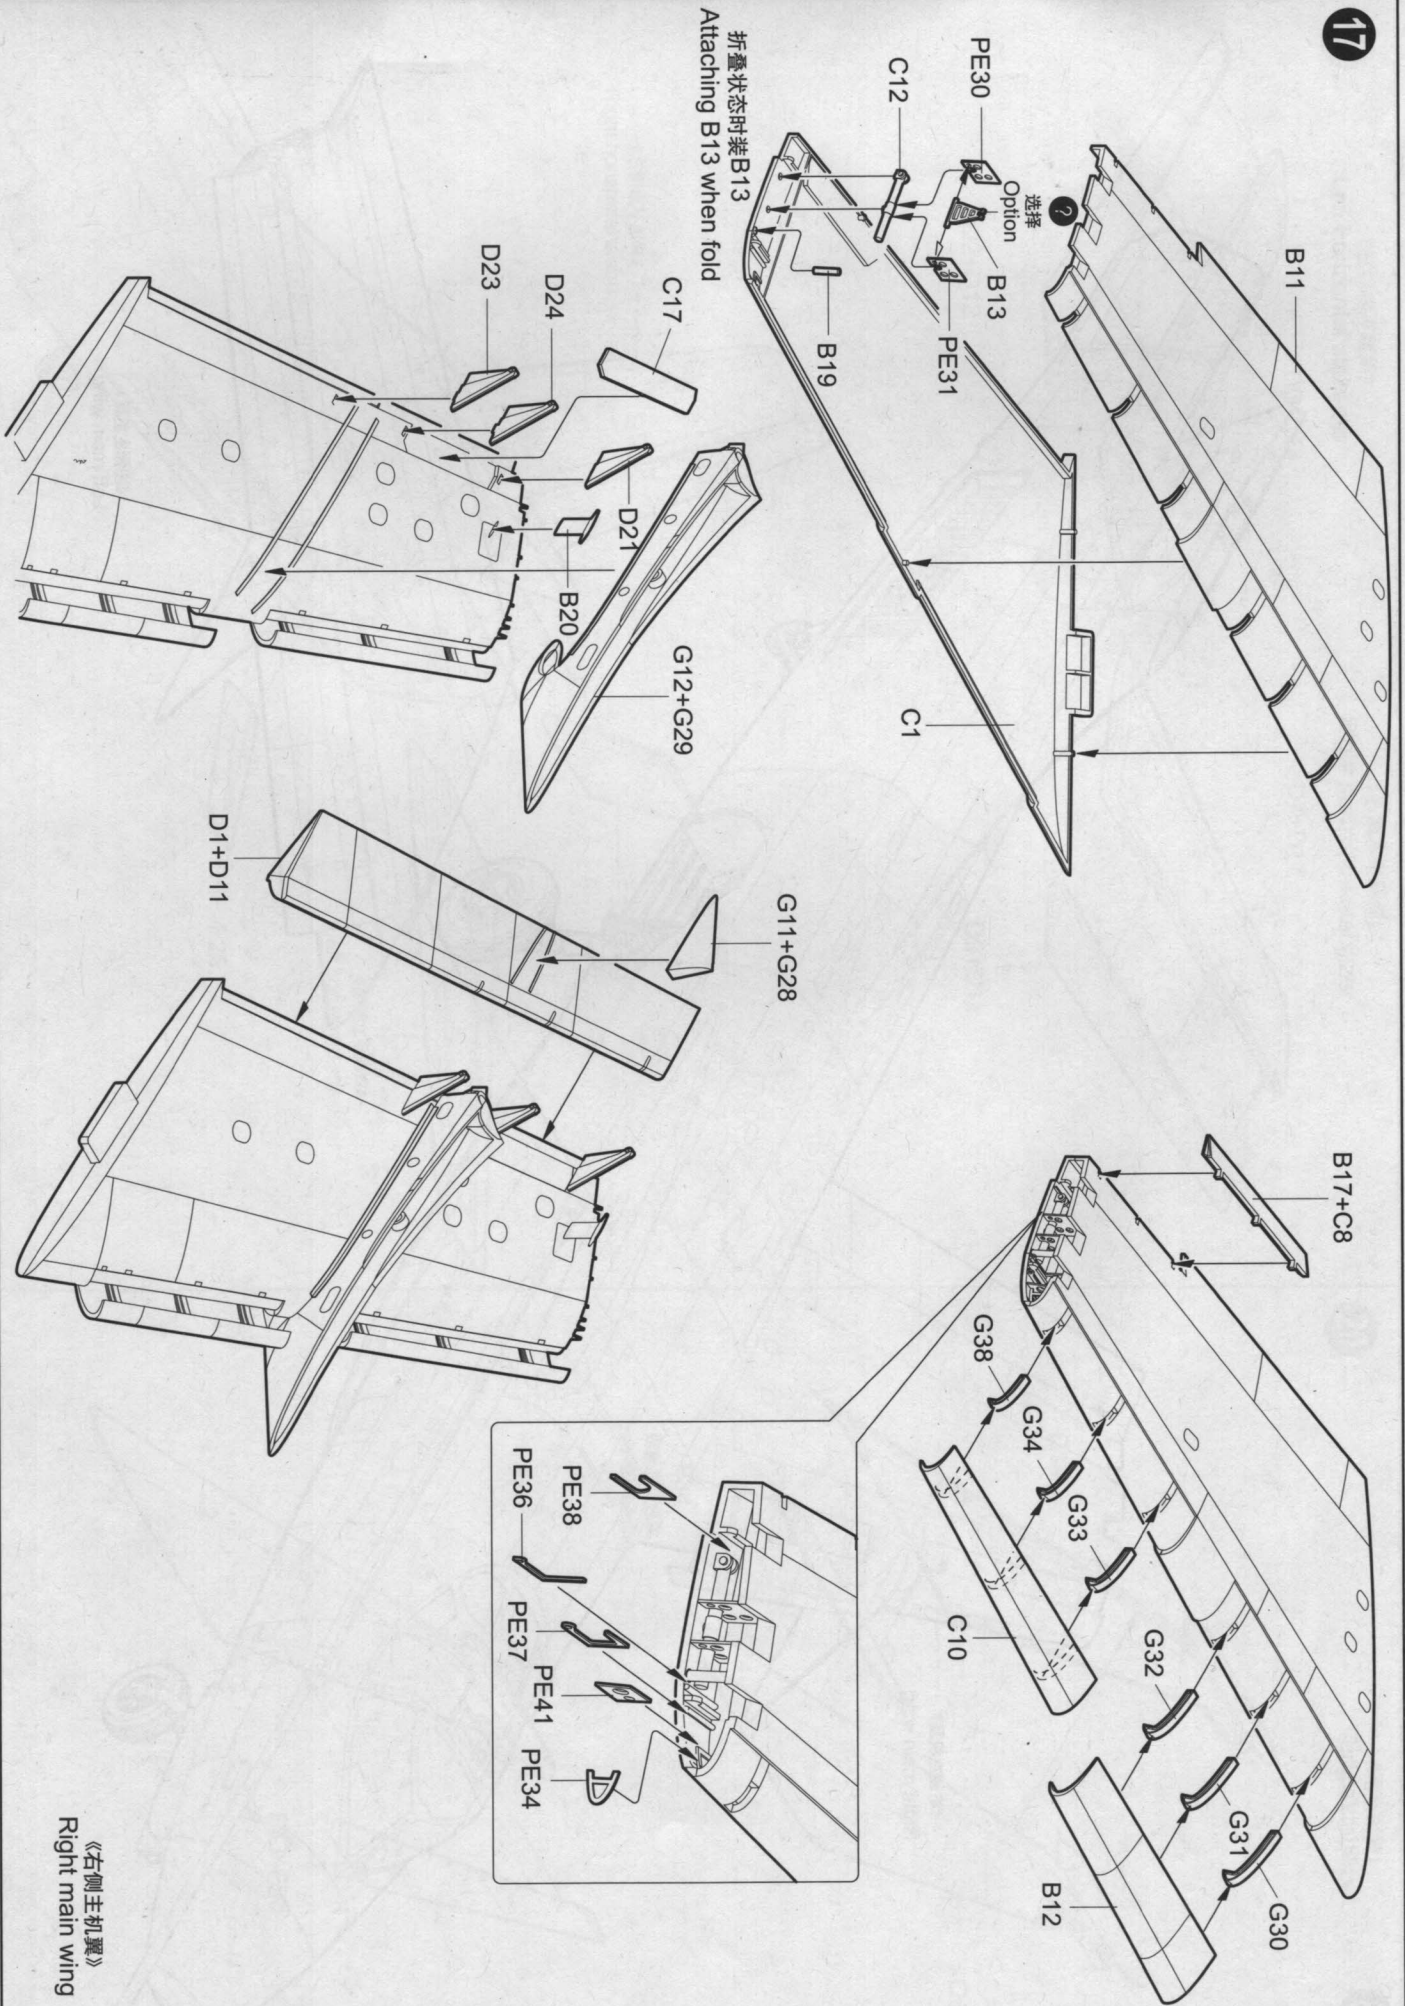 17
B11
选择
Option
?
PE30
C12
B13
PE31
B19
折叠状态时装B13
Attaching B13 when fold
C1
C17
D24
D23
D21
B20
G12+G29
G11+G28
D1+D11
B17+C8
G38
G34
G33
C10
G32
G31
G30
B12
PE38
PE36
PE37
PE41
PE34
《右侧主机翼》
Right main wing